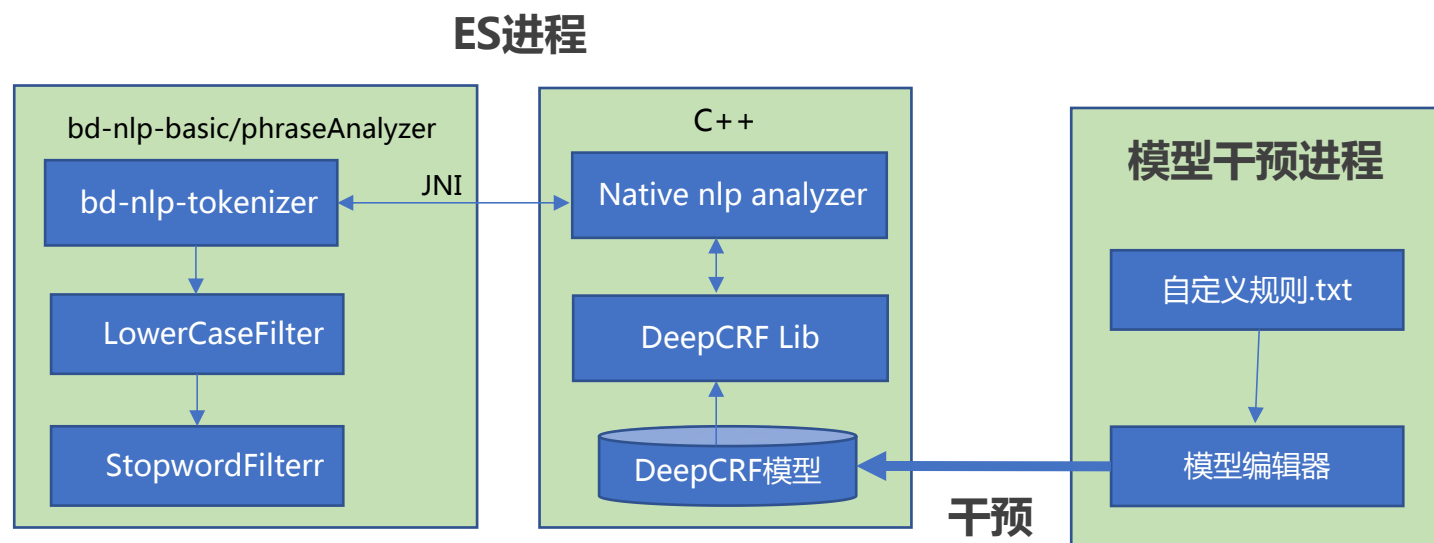 ES进程
bd-nlp-basic/phraseAnalyzer
bd-nlp-tokenizer
LowerCaseFilter
StopwordFilterr
JNI
C++
Native nlp analyzer
DeepCRF Lib
DeepCRF模型
模型干预进程
自定义规则.txt
模型编辑器
干预